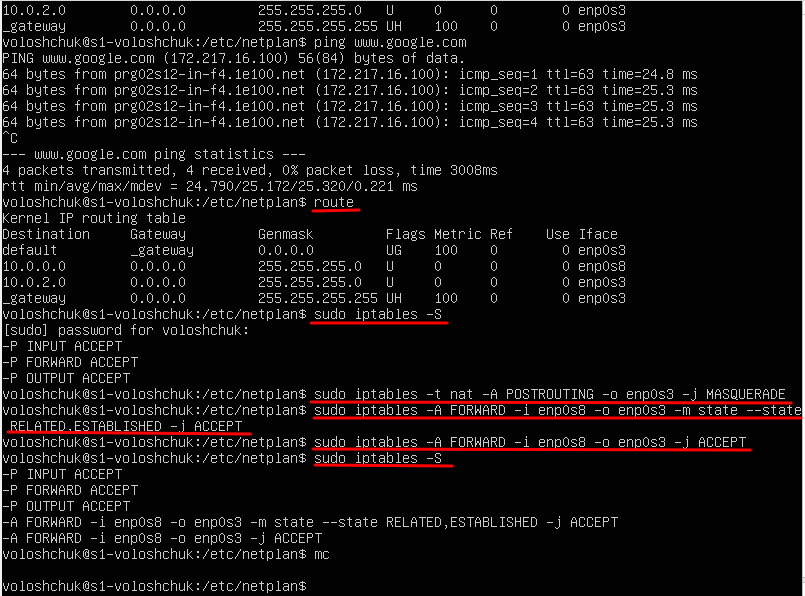 10.0.2.0 0.0.0.0 255.255.255.0 U 0 0 0 enp0s3
_gateway 0.0.0.0 255.255.255.255 UH 100 0 0 enp0s3
voloshchuk@s1-voloshchuk:/etc/netplan$ ping www.google.com
PING www.google.com (172.217.16.100) 56(84) bytes of data.
64 bytes from prg02s12-in-f4.1e100.net (172.217.16.100): icmp_seq=1 ttl=63 time=24.8 ms
64 bytes from prg02s12-in-f4.1e100.net (172.217.16.100): icmp_seq=2 ttl=63 time=25.3 ms
64 bytes from prg02s12-in-f4.1e100.net (172.217.16.100): icmp_seq=3 ttl=63 time=25.3 ms
64 bytes from prg02s12-in-f4.1e100.net (172.217.16.100): icmp_seq=4 ttl=63 time=25.3 ms
^C
--- www.google.com ping statistics ---
4 packets transmitted, 4 received, 0% packet loss, time 3008ms
rtt min/avg/max/mdev = 24.790/25.172/25.320/0.221 ms
voloshchuk@s1-voloshchuk:/etc/netplan$ route
Kernel IP routing table
Destination Gateway Genmask Flags Metric Ref Use Iface
default _gateway 0.0.0.0 UG 100 0 0 enp0s3
10.0.0.0 0.0.0.0 255.255.255.0 U 0 0 0 enp0s8
10.0.2.0 0.0.0.0 255.255.255.0 U 0 0 0 enp0s3
_gateway 0.0.0.0 255.255.255.255 UH 100 0 0 enp0s3
voloshchuk@s1-voloshchuk:/etc/netplan$ sudo iptables -S
[sudo] password for voloshchuk:
-P INPUT ACCEPT
-P FORWARD ACCEPT
-P OUTPUT ACCEPT
voloshchuk@s1-voloshchuk:/etc/netplan$ sudo iptables -t nat -A POSTROUTING -o enp0s3 -j MASQUERADE
voloshchuk@s1-voloshchuk:/etc/netplan$ sudo iptables -A FORWARD -i enp0s8 -o enp0s3 -m state --state
RELATED,ESTABLISHED -j ACCEPT
voloshchuk@s1-voloshchuk:/etc/netplan$ sudo iptables -A FORWARD -i enp0s8 -o enp0s3 -j ACCEPT
voloshchuk@s1-voloshchuk:/etc/netplan$ sudo iptables -S
-P INPUT ACCEPT
-P FORWARD ACCEPT
-P OUTPUT ACCEPT
-A FORWARD -i enp0s8 -o enp0s3 -m state --state RELATED,ESTABLISHED -j ACCEPT
-A FORWARD -i enp0s8 -o enp0s3 -j ACCEPT
voloshchuk@s1-voloshchuk:/etc/netplan$ mc
voloshchuk@s1-voloshchuk:/etc/netplan$